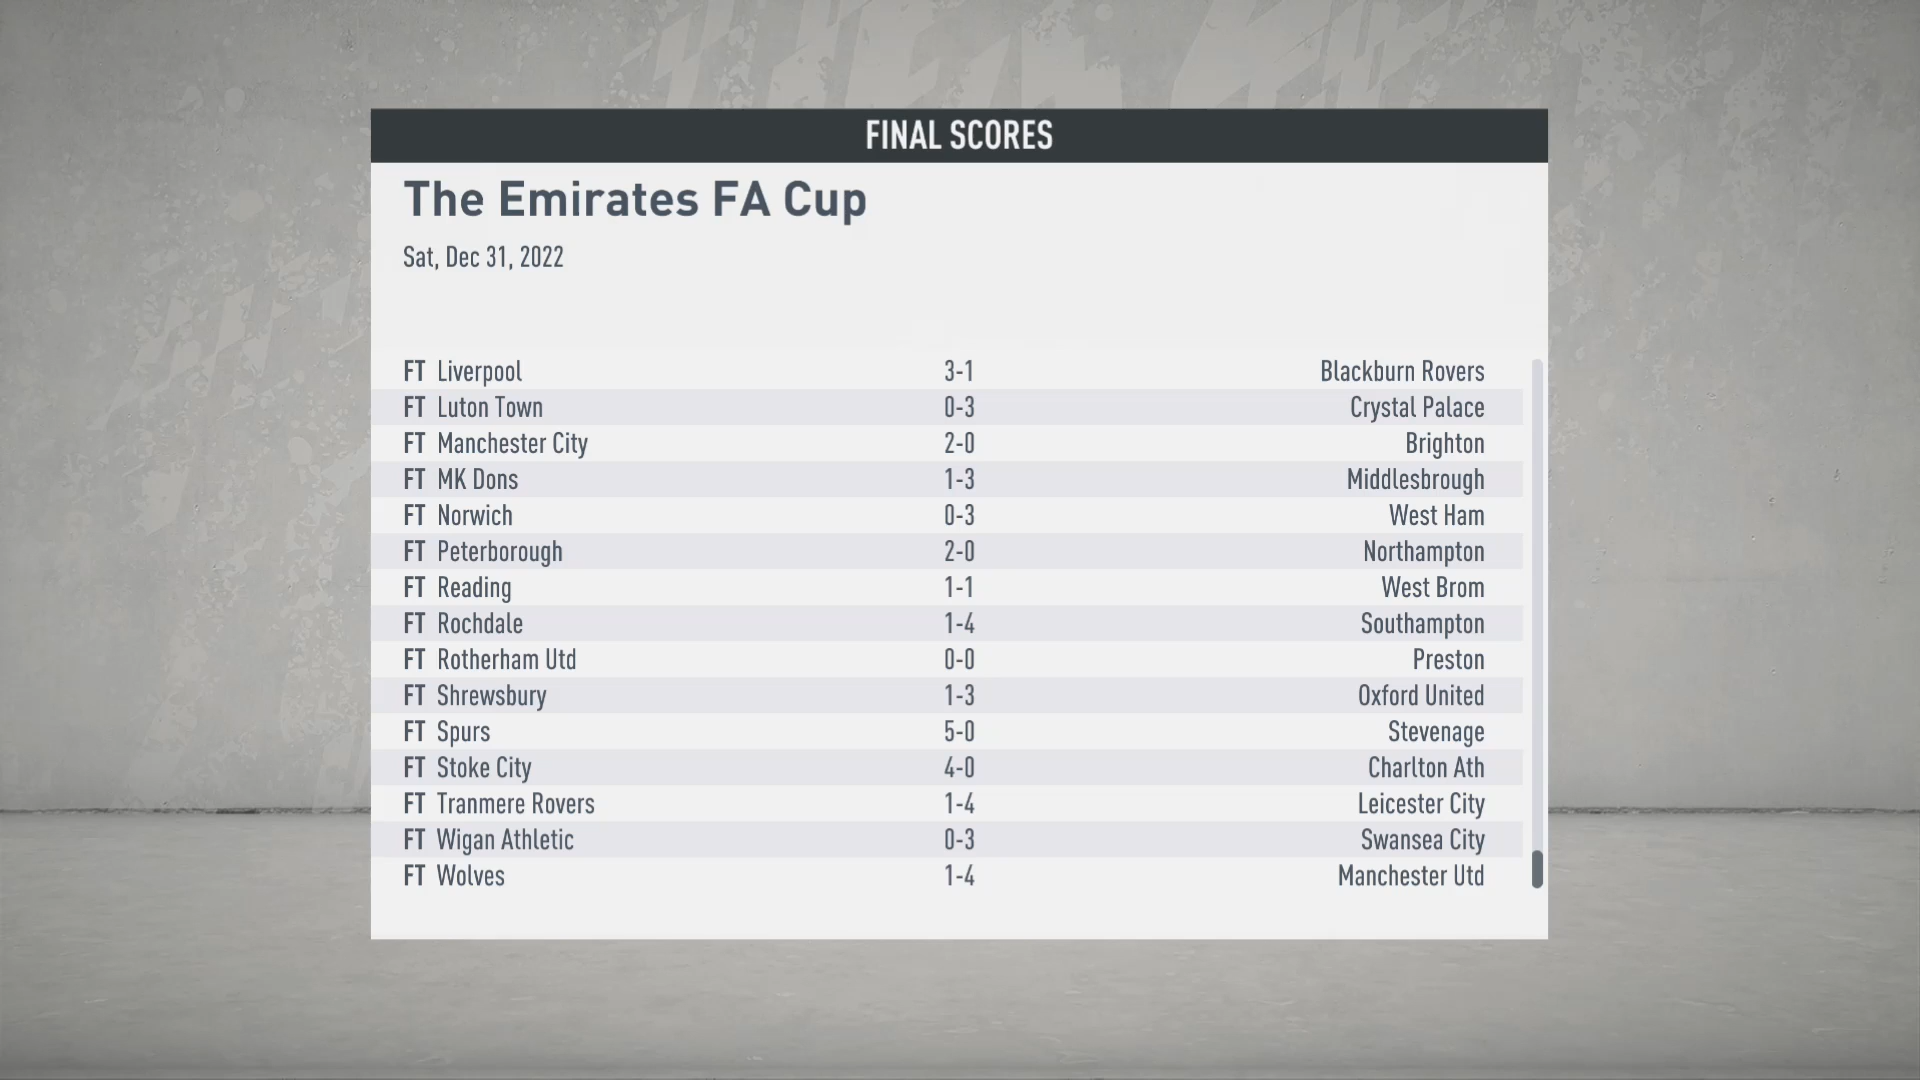 FINAL SCORES
The Emirates FA Cup
Sat, Dec 31, 2022
FT Liverpool 3-1 Blackburn Rovers
FT Luton Town 0-3 Crystal Palace
FT Manchester City 2-0 Brighton
FT MK Dons 1-3 Middlesbrough
FT Norwich 0-3 West Ham
FT Peterborough 2-0 Northampton
FT Reading 1-1 West Brom
FT Rochdale 1-4 Southampton
FT Rotherham Utd 0-0 Preston
FT Shrewsbury 1-3 Oxford United
FT Spurs 5-0 Stevenage
FT Stoke City 4-0 Charlton Ath
FT Tranmere Rovers 1-4 Leicester City
FT Wigan Athletic 0-3 Swansea City
FT Wolves 1-4 Manchester Utd